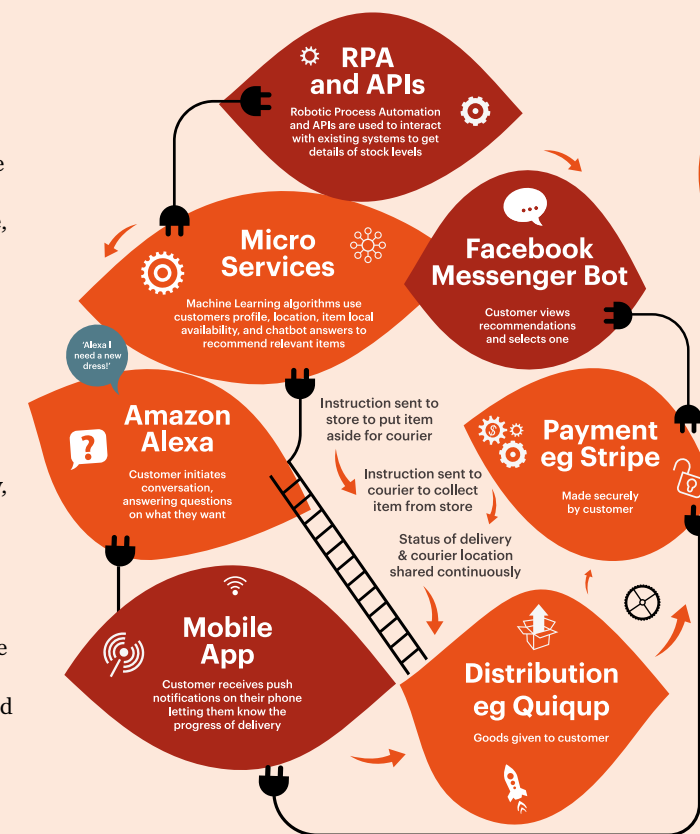 RPA
and APIs
Robotic Process Automation
and APIs are used to interact
with existing systems to get
details of stock levels
Micro
Services
Machine Learning algorithms use
customers profile, location, item local
availability, and chatbot answers to
recommend relevant items
Facebook
Messenger Bot
Customer views
recommendations
and selects one
'Alexa I
need a new
dress!'
Amazon
Alexa
Customer initiates
conversation,
answering questions
on what they want
Instruction sent to
store to put item
aside for courier
Instruction sent to
courier to collect
item from store
Status of delivery
& courier location
shared continuously
Payment
eg Stripe
Made securely
by customer
Mobile
App
Customer receives push
notifications on their phone
letting them know the
progress of delivery
Distribution
eg Quiqup
Goods given to customer